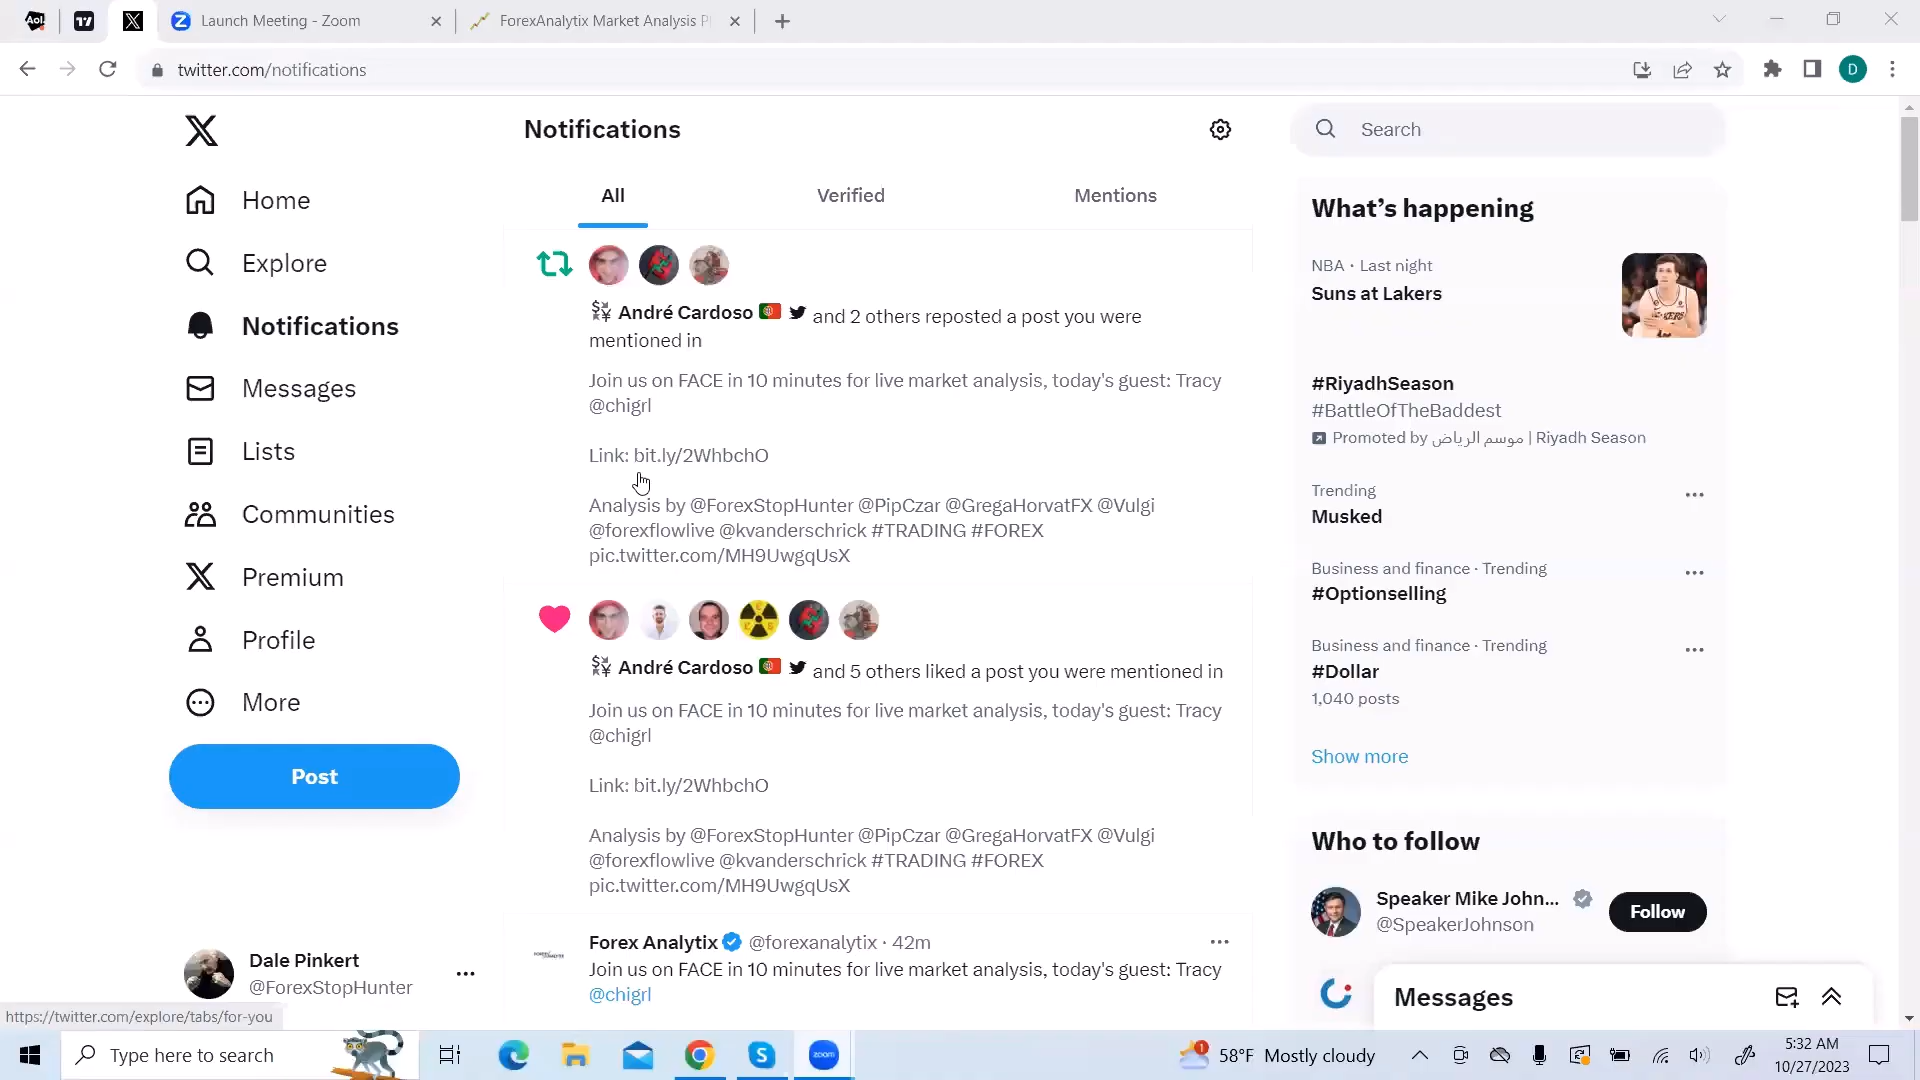 Launch Meeting - Zoom
ForexAnalytix Market Analysis P
twitter.com/notifications
D
Home
Explore
Notifications
Messages
Lists
Communities
Premium
Profile
More
Post
Dale Pinkert
@ForexStopHunter
Notifications
All
Verified
Mentions
André Cardoso and 2 others reposted a post you were
mentioned in
Join us on FACE in 10 minutes for live market analysis, today's guest: Tracy
@chigrl
Link: bit.ly/2WhbchO
Analysis by @ForexStopHunter @PipCzar @GregaHorvatFX @Vulgi
@forexflowlive @kvanderschrick #TRADING #FOREX
pic.twitter.com/MH9UwgqUsX
André Cardoso and 5 others liked a post you were mentioned in
Join us on FACE in 10 minutes for live market analysis, today's guest: Tracy
@chigrl
Link: bit.ly/2WhbchO
Analysis by @ForexStopHunter @PipCzar @GregaHorvatFX @Vulgi
@forexflowlive @kvanderschrick #TRADING #FOREX
pic.twitter.com/MH9UwgqUsX
Forex Analytix @forexanalytix · 42m
Join us on FACE in 10 minutes for live market analysis, today's guest: Tracy
@chigrl
Search
What's happening
NBA · Last night
Suns at Lakers
#RiyadhSeason
#BattleOfTheBaddest
Promoted by موسم الرياض | Riyadh Season
Trending
Musked
Business and finance · Trending
#Optionselling
Business and finance · Trending
#Dollar
1,040 posts
Show more
Who to follow
Speaker Mike John...
@SpeakerJohnson
Follow
Messages
https://twitter.com/explore/tabs/for-you
Type here to search
zoom
58°F Mostly cloudy
5:32 AM
10/27/2023